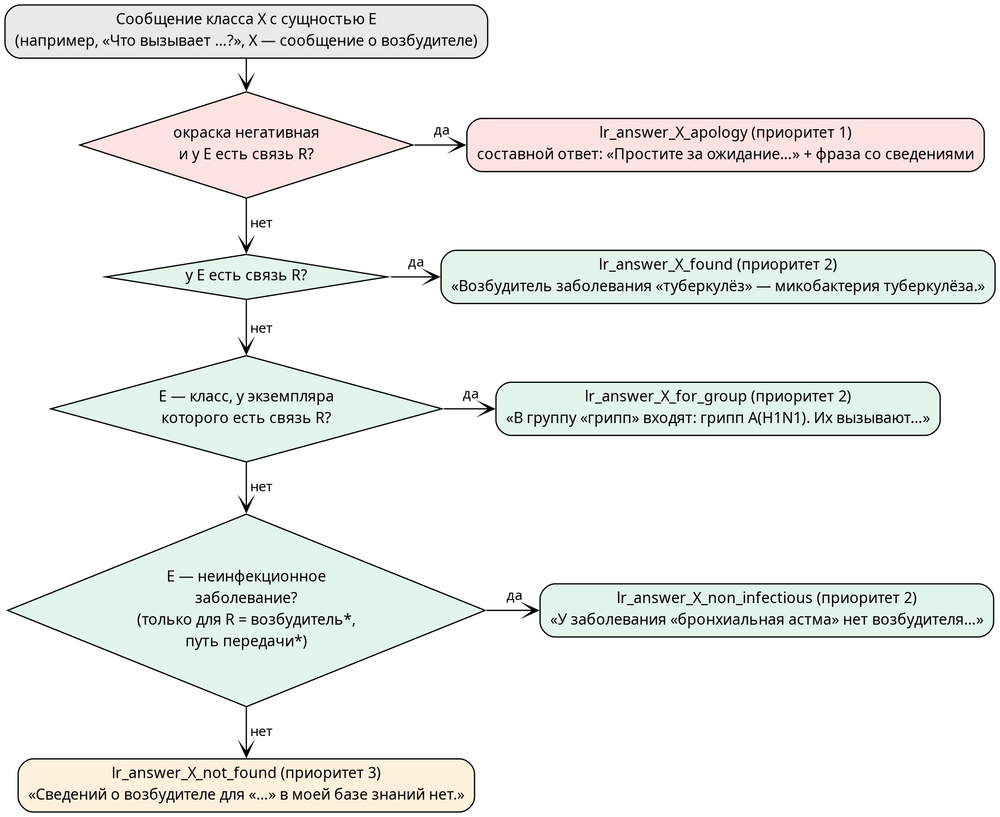 Сообщение класса X с сущностью E
(например, «Что вызывает ...?», X — сообщение о возбудителе)
окраска негативная
и у E есть связь R?
да
lr_answer_X_apology (приоритет 1)
составной ответ: «Простите за ожидание...» + фраза со сведениями
нет
у E есть связь R?
да
lr_answer_X_found (приоритет 2)
«Возбудитель заболевания «туберкулёз» — микобактерия туберкулёза.»
нет
E — класс, у экземпляра
которого есть связь R?
да
lr_answer_X_for_group (приоритет 2)
«В группу «грипп» входят: грипп A(H1N1). Их вызывают...»
нет
E — неинфекционное
заболевание?
(только для R = возбудитель*,
путь передачи*)
да
lr_answer_X_non_infectious (приоритет 2)
«У заболевания «бронхиальная астма» нет возбудителя...»
нет
lr_answer_X_not_found (приоритет 3)
«Сведений о возбудителе для «...» в моей базе знаний нет.»